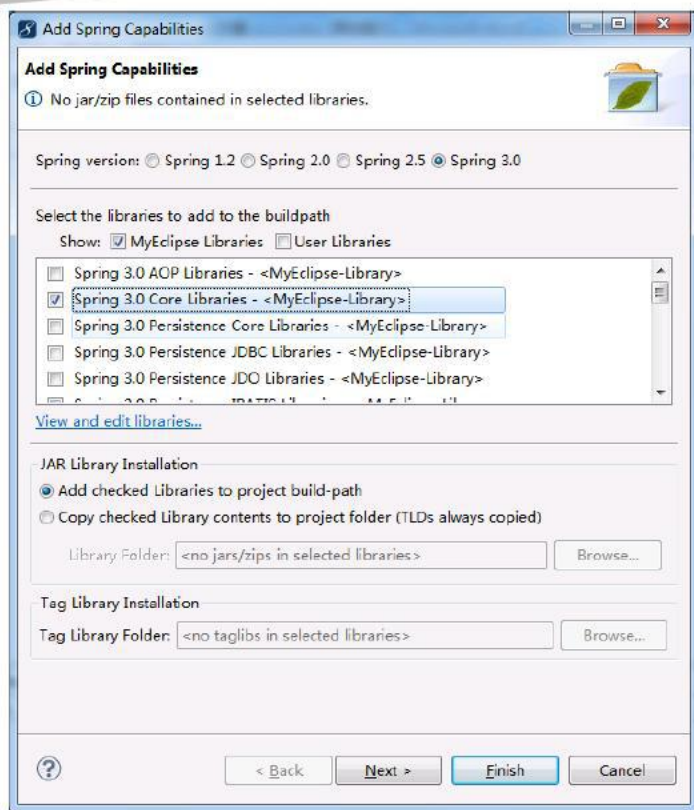 Add Spring Capabilities
Add Spring Capabilities
No jar/zip files contained in selected libraries.
Spring version: Spring 1.2 Spring 2.0 Spring 2.5 Spring 3.0
Select the libraries to add to the buildpath
Show: MyEclipse Libraries User Libraries
Spring 3.0 AOP Libraries - <MyEclipse-Library>
Spring 3.0 Core Libraries - <MyEclipse-Library>
Spring 3.0 Persistence Core Libraries - <MyEclipse-Library>
Spring 3.0 Persistence JDBC Libraries - <MyEclipse-Library>
Spring 3.0 Persistence JDO Libraries - <MyEclipse-Library>
View and edit libraries...
JAR Library Installation
Add checked Libraries to project build-path
Copy checked Library contents to project folder (TLDs always copied)
Library Folder: <no jars/zips in selected libraries> Browse...
Tag Library Installation
Tag Library Folder: <no taglibs in selected libraries> Browse...
< Back Next > Finish Cancel